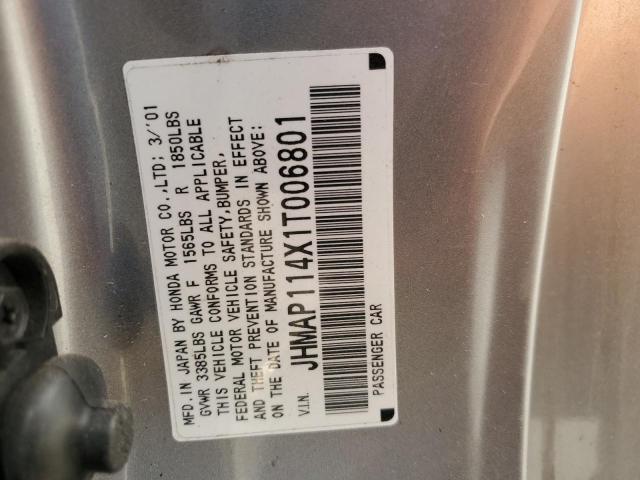 MFD. IN JAPAN BY HONDA MOTOR CO., LTD; 3/'01
GVWR 3385LBS GAWR F 1565LBS R 1850LBS
THIS VEHICLE CONFORMS TO ALL APPLICABLE
FEDERAL MOTOR VEHICLE SAFETY, BUMPER,
AND THEFT PREVENTION STANDARDS IN EFFECT
ON THE DATE OF MANUFACTURE SHOWN ABOVE:
V.I.N. JHMAP114X1T006801
PASSENGER CAR